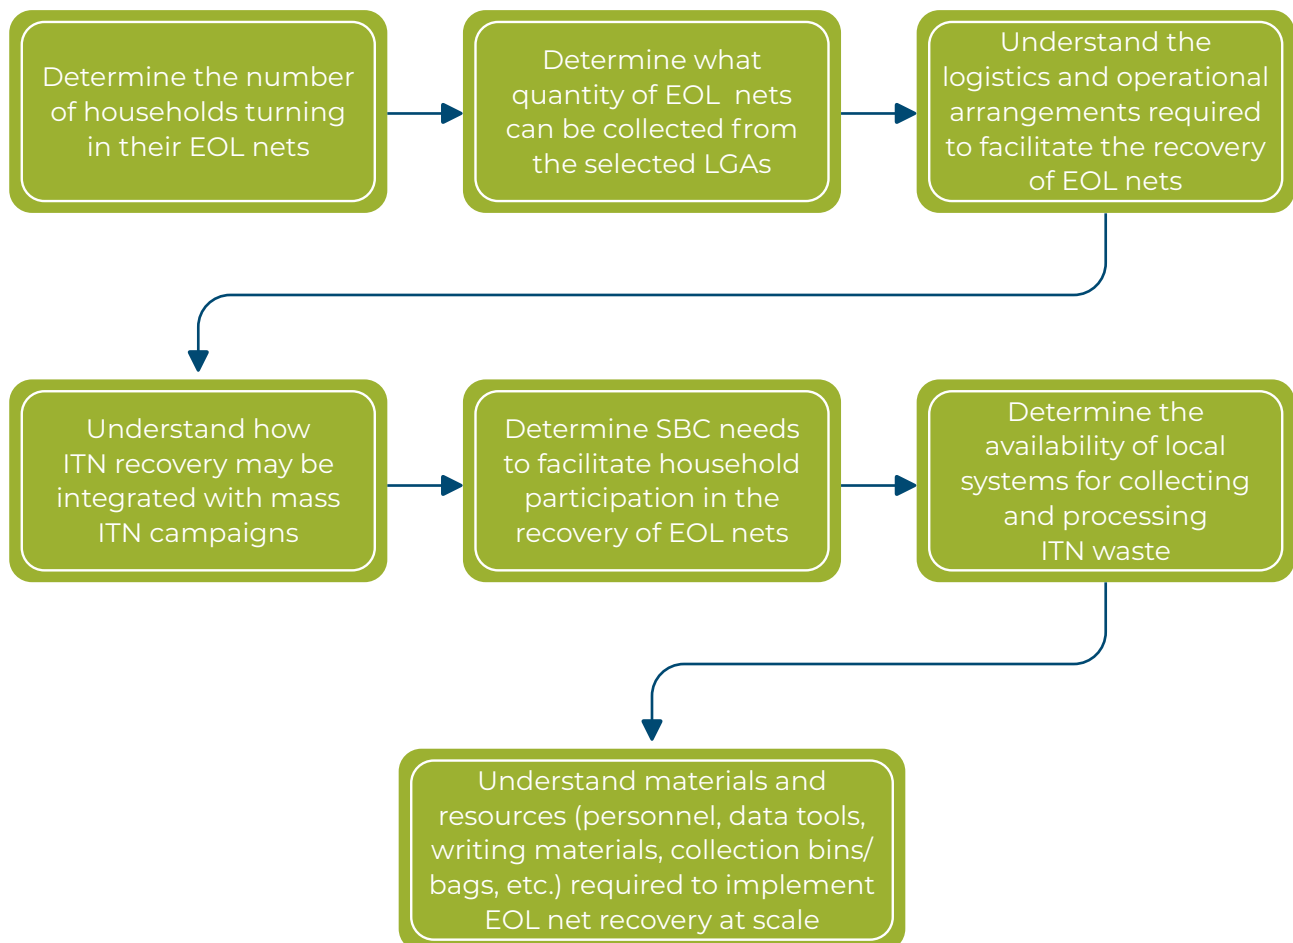 Determine the number
of households turning
in their EOL nets
Determine what
quantity of EOL nets
can be collected from
the selected LGAs
Understand the
logistics and operational
arrangements required
to facilitate the recovery
of EOL nets
Understand how
ITN recovery may be
integrated with mass
ITN campaigns
Determine SBC needs
to facilitate household
participation in the
recovery of EOL nets
Determine the
availability of local
systems for collecting
and processing
ITN waste
Understand materials and
resources (personnel, data tools,
writing materials, collection bins/
bags, etc.) required to implement
EOL net recovery at scale